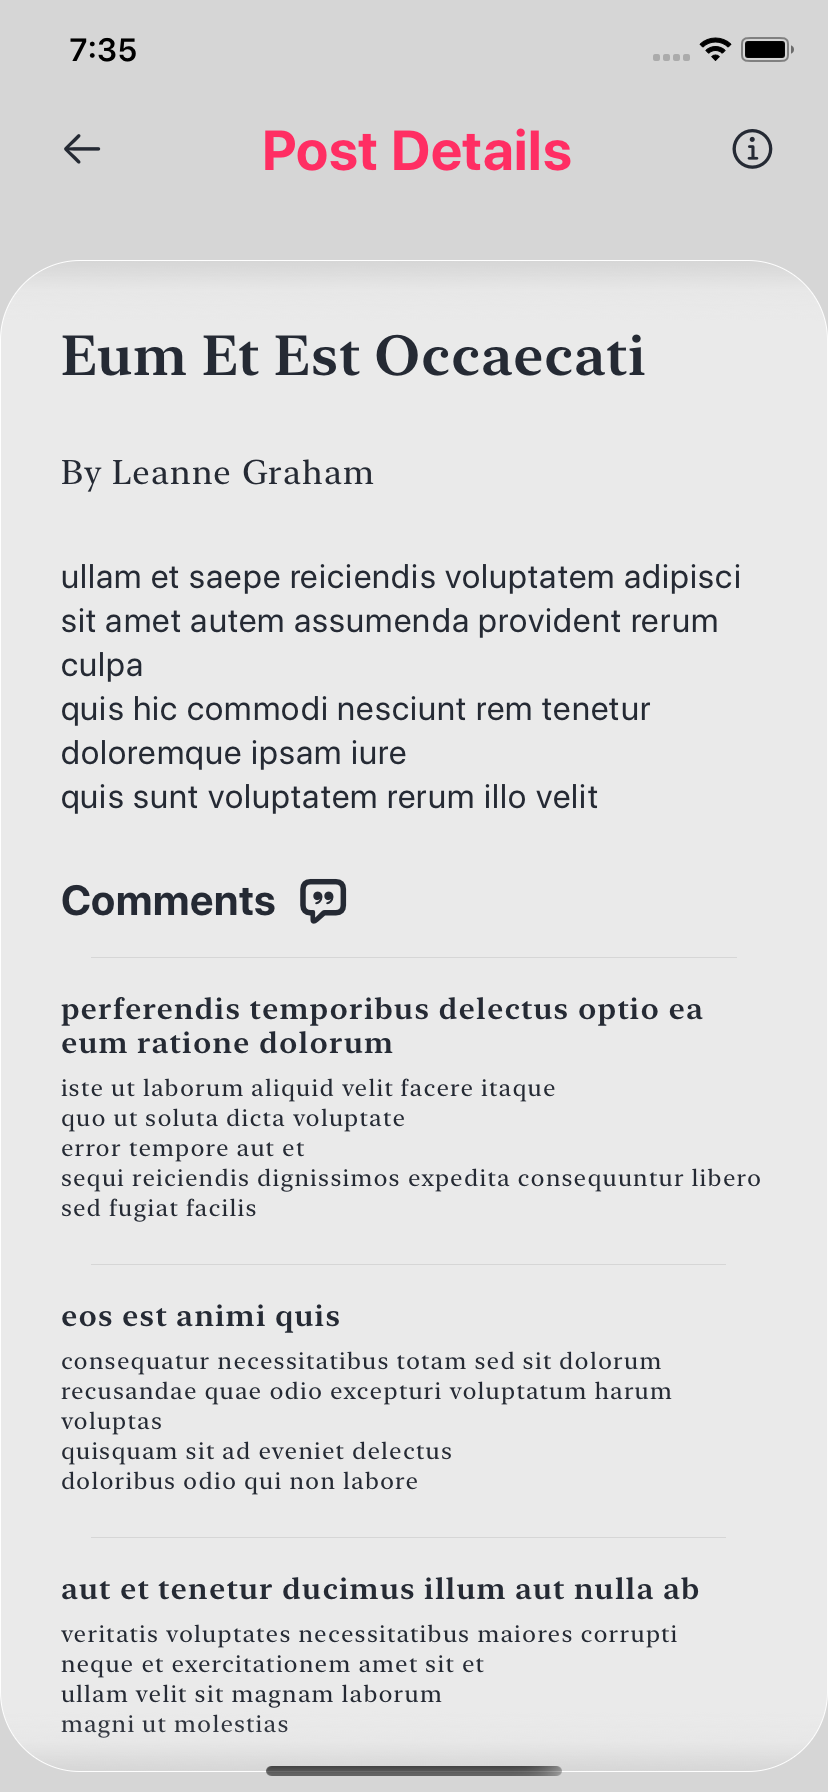 7:35
Post Details
Eum Et Est Occaecati
By Leanne Graham
ullam et saepe reiciendis voluptatem adipisci
sit amet autem assumenda provident rerum
culpa
quis hic commodi nesciunt rem tenetur
doloremque ipsam iure
quis sunt voluptatem rerum illo velit
Comments
perferendis temporibus delectus optio ea
eum ratione dolorum
iste ut laborum aliquid velit facere itaque
quo ut soluta dicta voluptate
error tempore aut et
sequi reiciendis dignissimos expedita consequuntur libero
sed fugiat facilis
eos est animi quis
consequatur necessitatibus totam sed sit dolorum
recusandae quae odio excepturi voluptatum harum
voluptas
quisquam sit ad eveniet delectus
doloribus odio qui non labore
aut et tenetur ducimus illum aut nulla ab
veritatis voluptates necessitatibus maiores corrupti
neque et exercitationem amet sit et
ullam velit sit magnam laborum
magni ut molestias